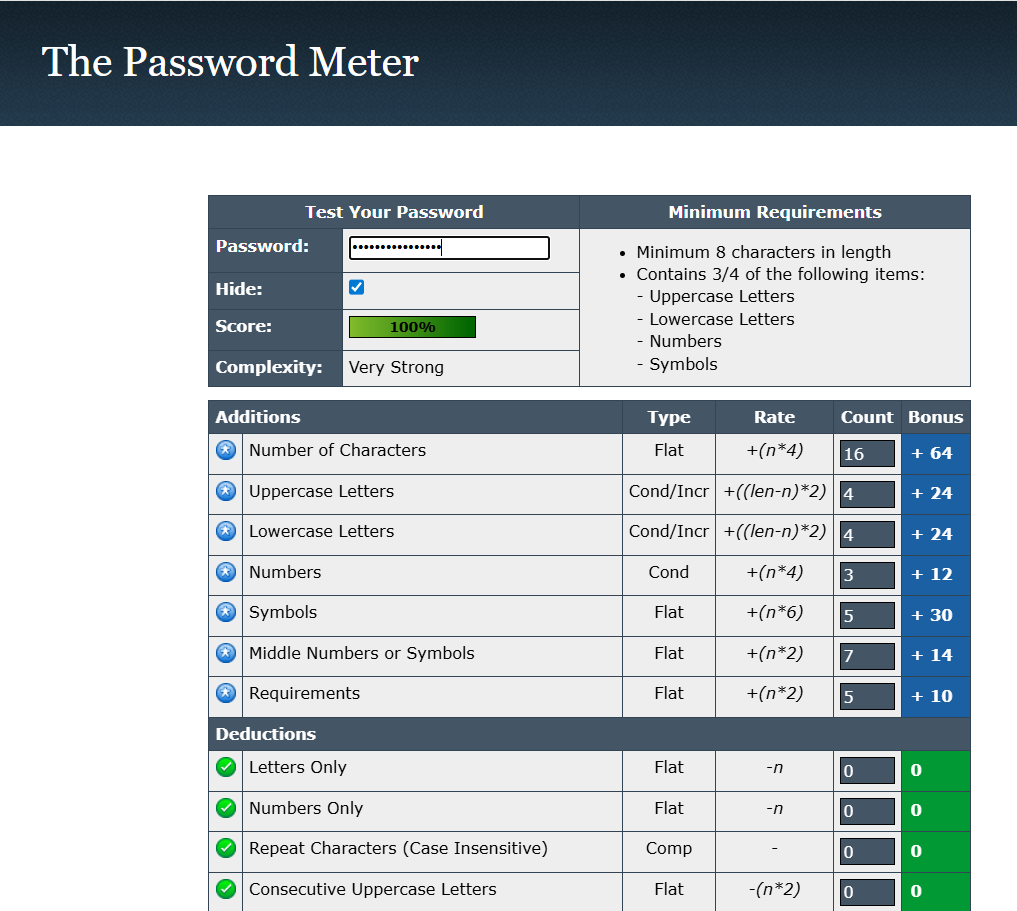 The Password Meter
Test Your Password
Minimum Requirements
Password: ••••••••••••••••
Hide:
Score: 100%
Complexity: Very Strong
• Minimum 8 characters in length
• Contains 3/4 of the following items:
- Uppercase Letters
- Lowercase Letters
- Numbers
- Symbols
Additions Type Rate Count Bonus
Number of Characters Flat +(n*4) 16 + 64
Uppercase Letters Cond/Incr +((len-n)*2) 4 + 24
Lowercase Letters Cond/Incr +((len-n)*2) 4 + 24
Numbers Cond +(n*4) 3 + 12
Symbols Flat +(n*6) 5 + 30
Middle Numbers or Symbols Flat +(n*2) 7 + 14
Requirements Flat +(n*2) 5 + 10
Deductions
Letters Only Flat -n 0 0
Numbers Only Flat -n 0 0
Repeat Characters (Case Insensitive) Comp - 0 0
Consecutive Uppercase Letters Flat -(n*2) 0 0